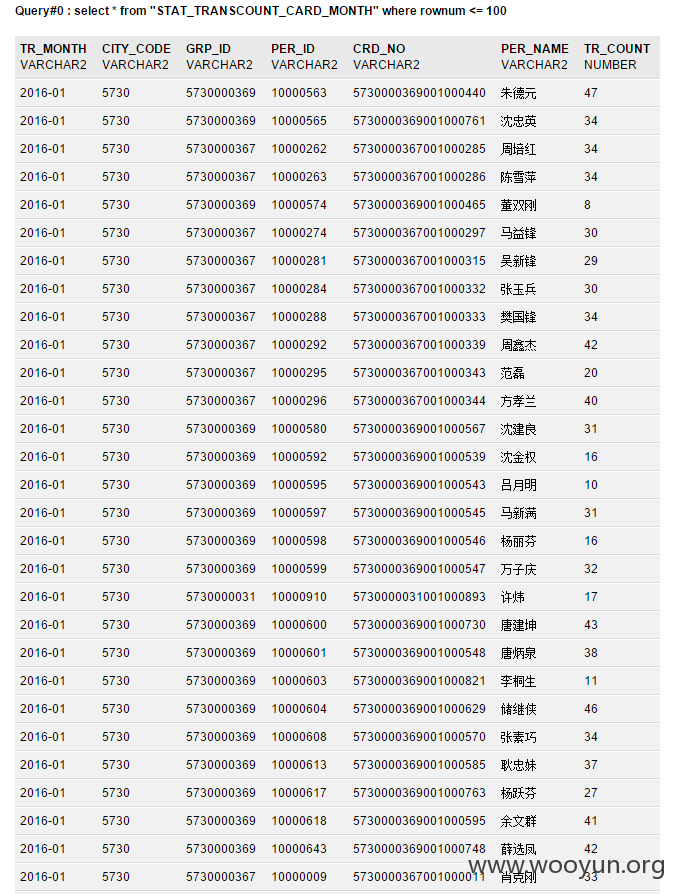 Query#0 : select * from "STAT_TRANSCOUNT_CARD_MONTH" where rownum <= 100
TR_MONTH CITY_CODE GRP_ID PER_ID CRD_NO PER_NAME TR_COUNT
VARCHAR2 VARCHAR2 VARCHAR2 VARCHAR2 VARCHAR2 VARCHAR2 NUMBER
2016-01 5730 5730000369 10000563 5730000369001000440 朱德元 47
2016-01 5730 5730000369 10000565 5730000369001000761 沈忠英 34
2016-01 5730 5730000367 10000262 5730000367001000285 周培红 34
2016-01 5730 5730000367 10000263 5730000367001000286 陈雪萍 34
2016-01 5730 5730000369 10000574 5730000369001000465 董双刚 8
2016-01 5730 5730000367 10000274 5730000367001000297 马益锋 30
2016-01 5730 5730000367 10000281 5730000367001000315 吴新锋 29
2016-01 5730 5730000367 10000284 5730000367001000332 张玉兵 30
2016-01 5730 5730000367 10000288 5730000367001000333 樊国锋 34
2016-01 5730 5730000367 10000292 5730000367001000339 周鑫杰 42
2016-01 5730 5730000367 10000295 5730000367001000343 范磊 20
2016-01 5730 5730000367 10000296 5730000367001000344 方孝兰 40
2016-01 5730 5730000369 10000580 5730000369001000567 沈建良 31
2016-01 5730 5730000369 10000592 5730000369001000539 沈金权 16
2016-01 5730 5730000369 10000595 5730000369001000543 吕月明 10
2016-01 5730 5730000369 10000597 5730000369001000545 马新满 31
2016-01 5730 5730000369 10000598 5730000369001000546 杨丽芬 16
2016-01 5730 5730000369 10000599 5730000369001000547 万子庆 32
2016-01 5730 5730000031 10000910 5730000031001000893 许炜 17
2016-01 5730 5730000369 10000600 5730000369001000730 唐建坤 43
2016-01 5730 5730000369 10000601 5730000369001000548 唐炳泉 38
2016-01 5730 5730000369 10000603 5730000369001000821 李桐生 11
2016-01 5730 5730000369 10000604 5730000369001000629 储继侠 46
2016-01 5730 5730000369 10000608 5730000369001000570 张素巧 34
2016-01 5730 5730000369 10000613 5730000369001000585 耿忠妹 37
2016-01 5730 5730000369 10000617 5730000369001000763 杨跃芬 27
2016-01 5730 5730000369 10000618 5730000369001000595 余文群 41
2016-01 5730 5730000369 10000643 5730000369001000748 薛选凤 42
2016-01 5730 5730000367 10000009 5730000367001000011 肖克刚 33
www.wooyun.org